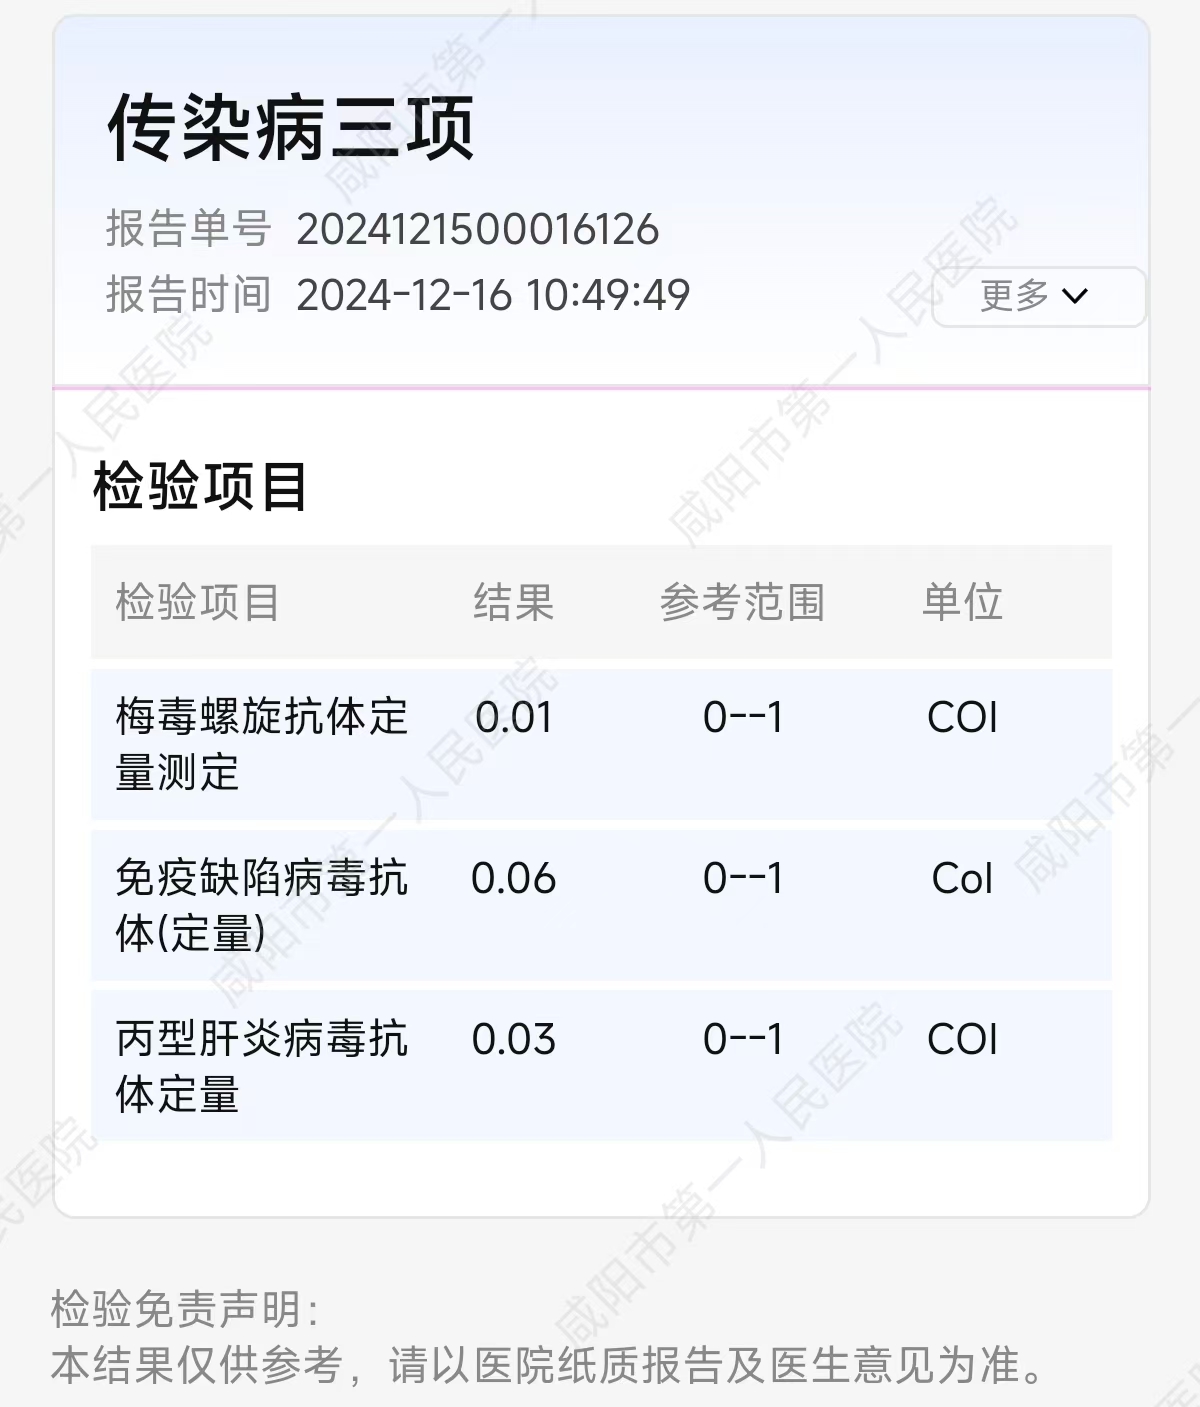 传染病三项
报告单号 2024121500016126
报告时间 2024-12-16 10:49:49
更多
检验项目
检验项目 结果 参考范围 单位
梅毒螺旋抗体定 0.01 0--1 COI
量测定
免疫缺陷病毒抗 0.06 0--1 CoI
体(定量)
丙型肝炎病毒抗 0.03 0--1 COI
体定量
检验免责声明：
本结果仅供参考，请以医院纸质报告及医生意见为准。
咸阳市第一人民医院